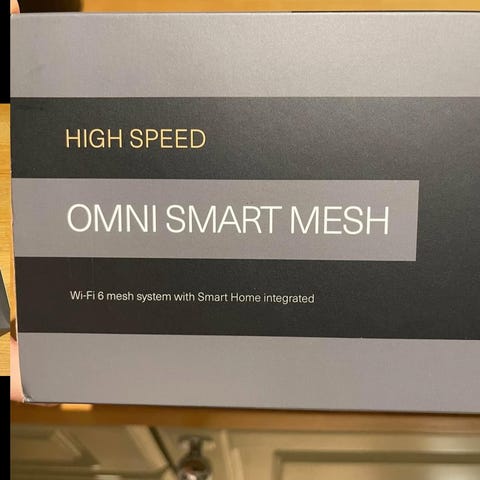 HIGH SPEED
OMNI SMART MESH
Wi-Fi 6 mesh system with Smart Home integrated